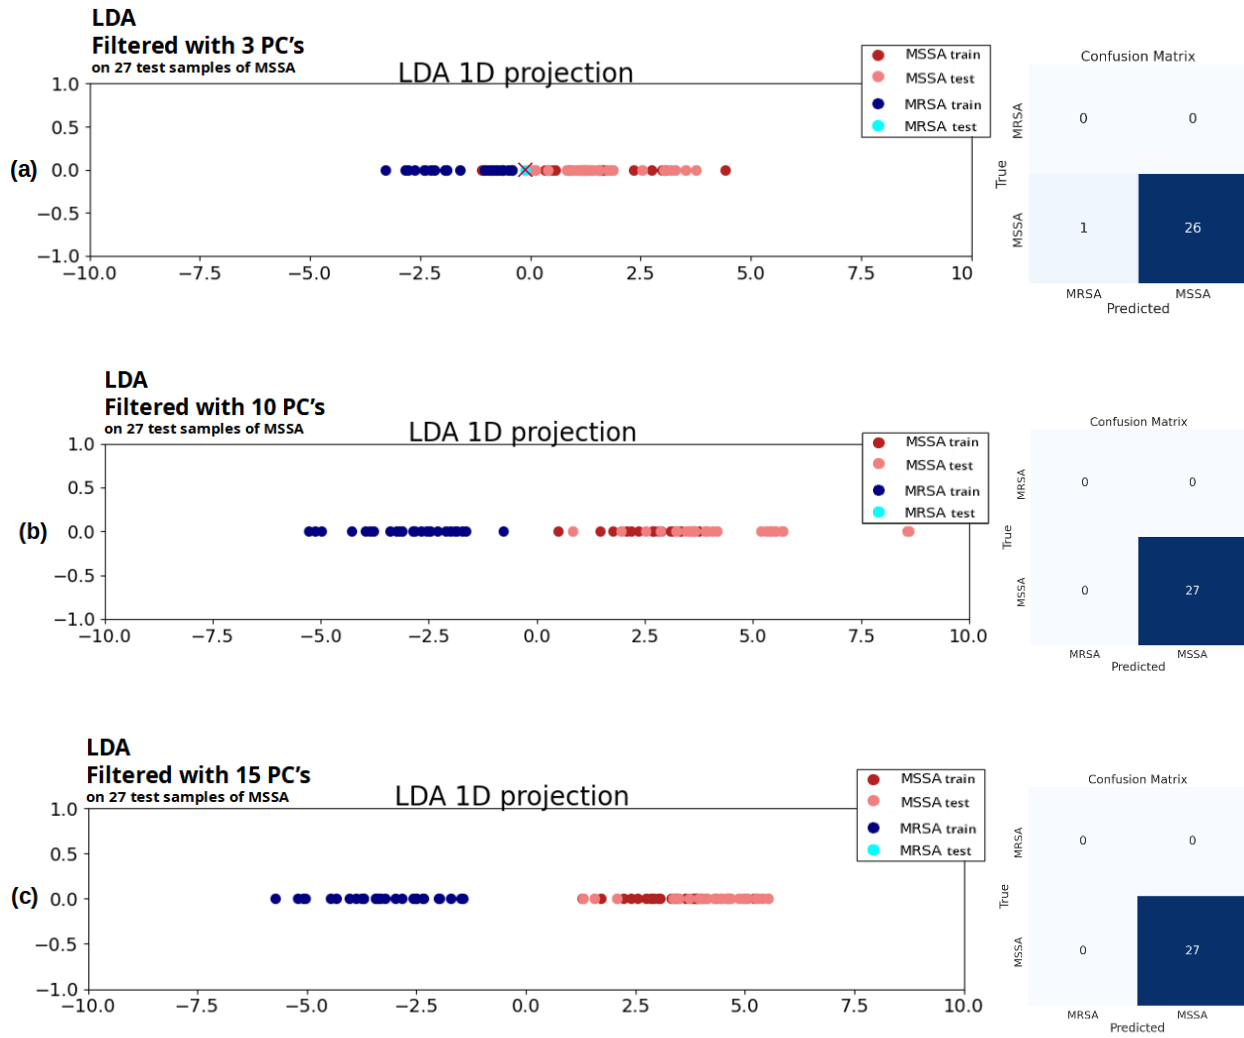 LDA
Filtered with 3 PC’s
on 27 test samples of MSSA
LDA 1D projection
MSSA train
MSSA test
MRSA train
MRSA test
1.0
0.5
0.0
−0.5
−1.0
−10.0 −7.5 −5.0 −2.5 0.0 2.5 5.0 7.5 10
(a)
Confusion Matrix
MRSA
MSSA
True
0 0
1 26
MRSA MSSA
Predicted
LDA
Filtered with 10 PC’s
on 27 test samples of MSSA
LDA 1D projection
MSSA train
MSSA test
MRSA train
MRSA test
1.0
0.5
0.0
−0.5
−1.0
−10.0 −7.5 −5.0 −2.5 0.0 2.5 5.0 7.5 10.0
(b)
Confusion Matrix
MRSA
MSSA
True
0 0
0 27
MRSA MSSA
Predicted
LDA
Filtered with 15 PC’s
on 27 test samples of MSSA
LDA 1D projection
MSSA train
MSSA test
MRSA train
MRSA test
1.0
0.5
0.0
−0.5
−1.0
−10.0 −7.5 −5.0 −2.5 0.0 2.5 5.0 7.5 10.0
(c)
Confusion Matrix
MRSA
MSSA
True
0 0
0 27
MRSA MSSA
Predicted